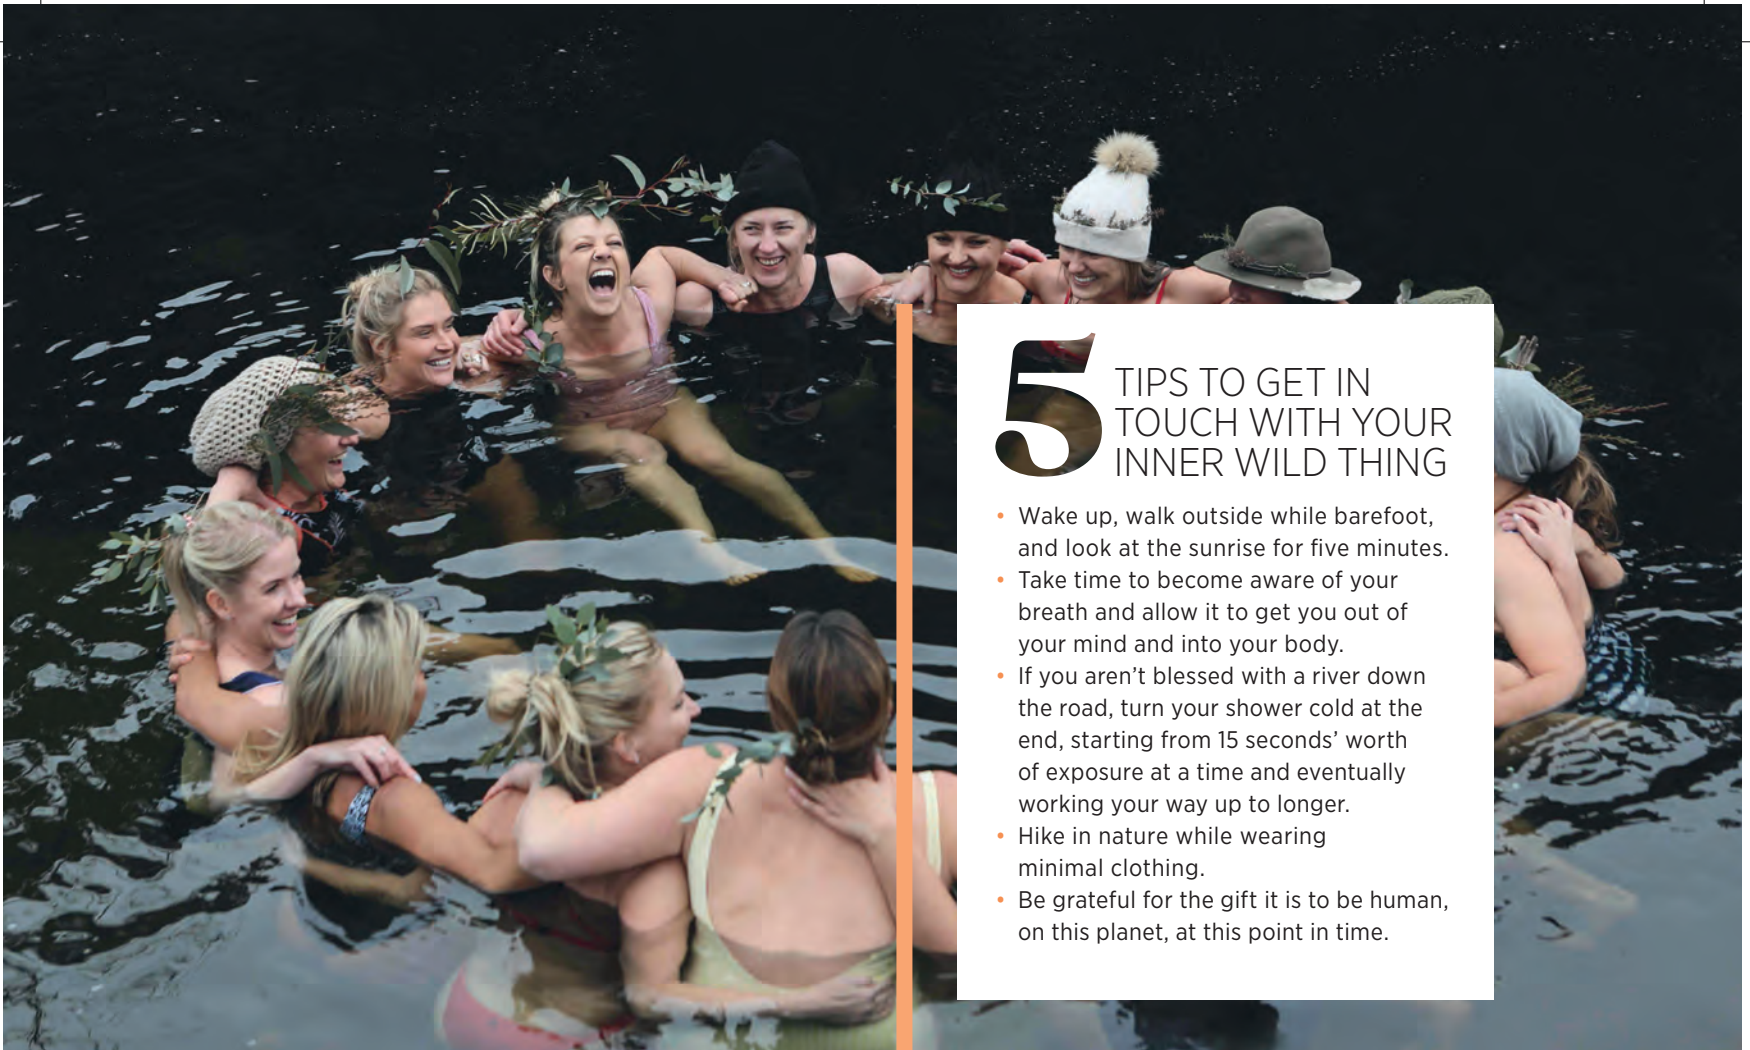 5 TIPS TO GET IN
TOUCH WITH YOUR
INNER WILD THING
• Wake up, walk outside while barefoot,
and look at the sunrise for five minutes.
• Take time to become aware of your
breath and allow it to get you out of
your mind and into your body.
• If you aren’t blessed with a river down
the road, turn your shower cold at the
end, starting from 15 seconds’ worth
of exposure at a time and eventually
working your way up to longer.
• Hike in nature while wearing
minimal clothing.
• Be grateful for the gift it is to be human,
on this planet, at this point in time.